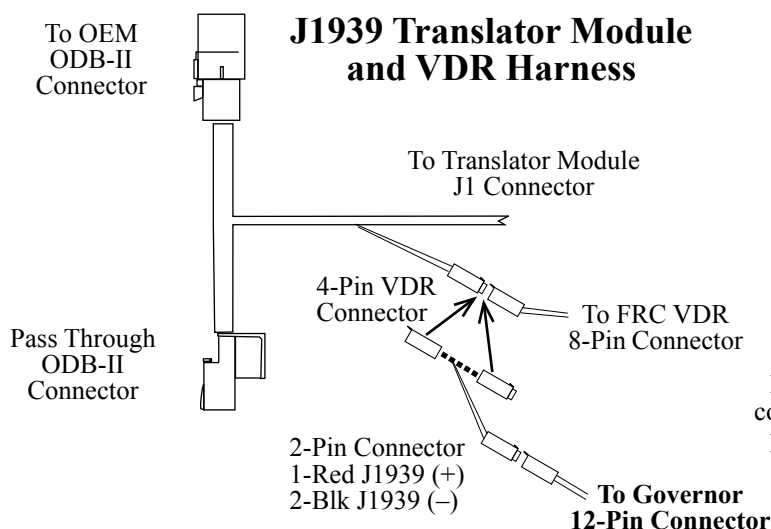 J1939 Translator Module
and VDR Harness
To OEM
ODB-II
Connector
To Translator Module
J1 Connector
4-Pin VDR
Connector
To FRC VDR
8-Pin Connector
Pass Through
ODB-II
Connector
2-Pin Connector
1-Red J1939 (+)
2-Blk J1939 (–)
To Governor
12-Pin Connector